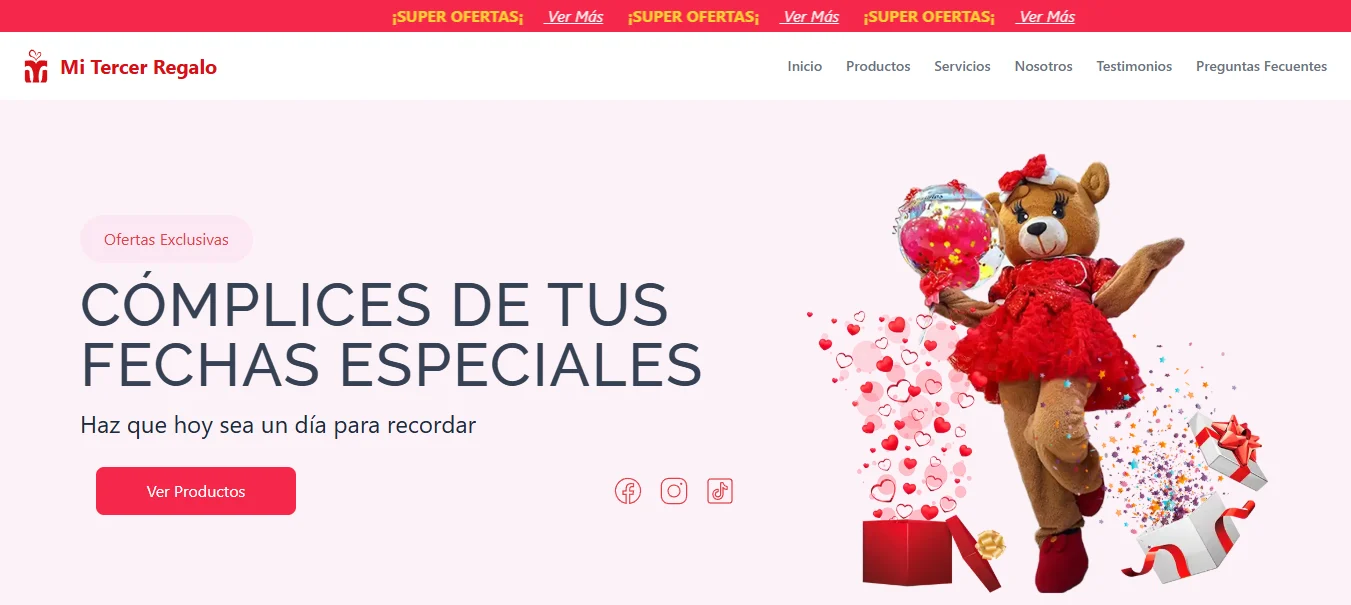 ¡SUPER OFERTAS¡ Ver Más ¡SUPER OFERTAS¡ Ver Más ¡SUPER OFERTAS¡ Ver Más
Mi Tercer Regalo
Inicio Productos Servicios Nosotros Testimonios Preguntas Fecuentes
Ofertas Exclusivas
CÓMPLICES DE TUS
FECHAS ESPECIALES
Haz que hoy sea un día para recordar
Ver Productos